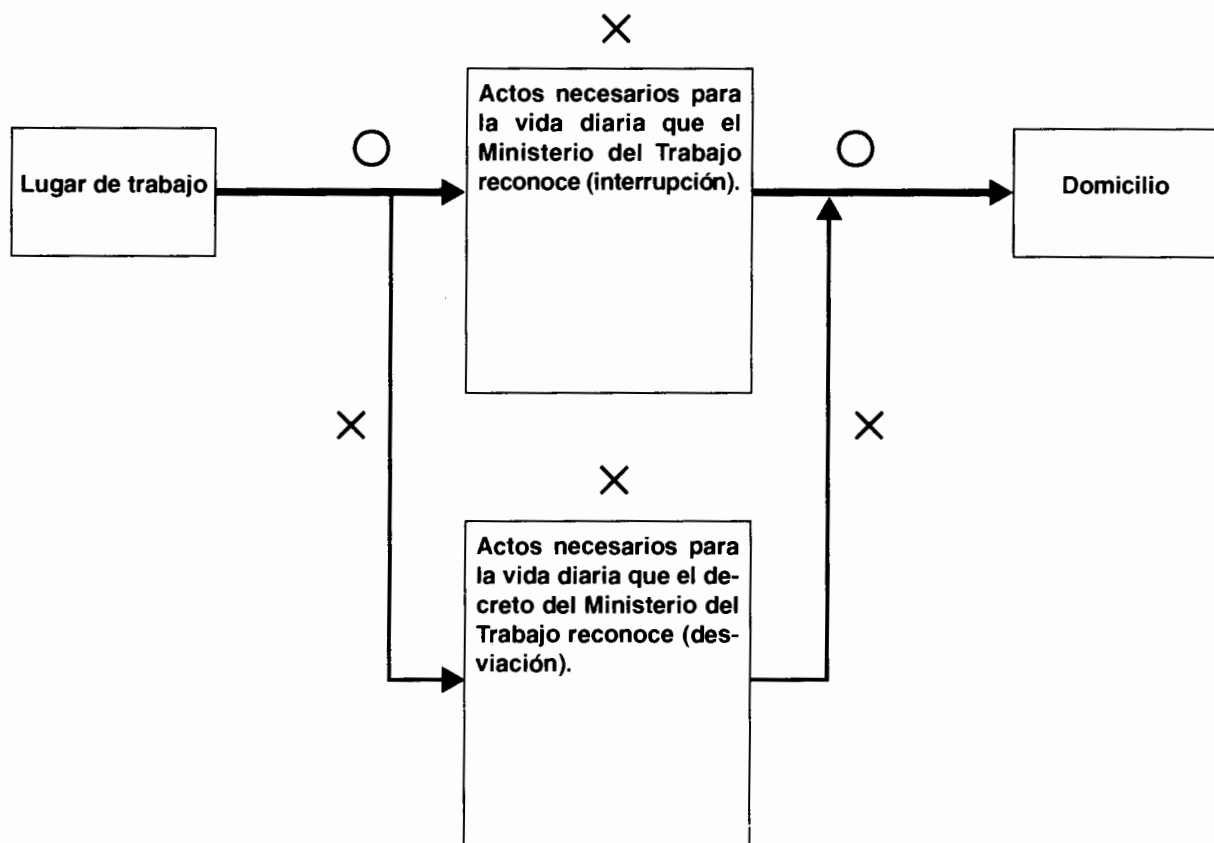 Actos necesarios para
la vida diaria que el
Ministerio del Trabajo
reconoce (interrupción).
Lugar de trabajo
Domicilio
Actos necesarios para
la vida diaria que el de-
creto del Ministerio del
Trabajo reconoce (des-
viación).